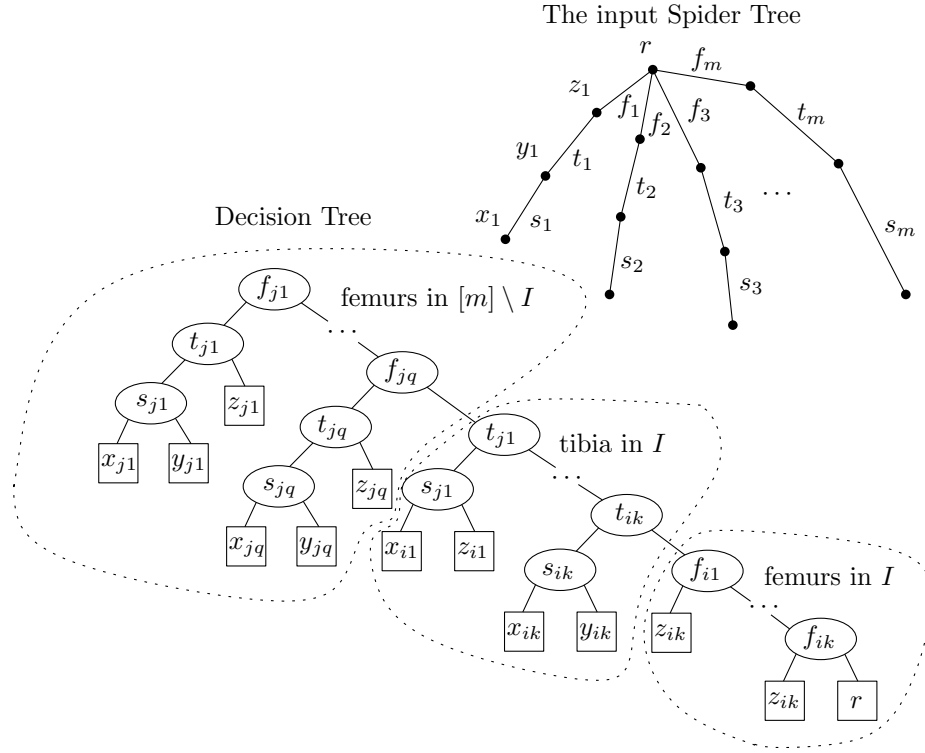 The input Spider Tree
r
f_m
z_1
f_1
f_2
f_3
t_m
y_1
t_1
t_2
t_3
...
x_1
s_1
s_2
s_3
s_m
Decision Tree
f_{j1}
femurs in [m] \ I
...
t_{j1}
f_{jq}
s_{j1}
z_{j1}
t_{jq}
t_{j1}
tibia in I
x_{j1}
y_{j1}
s_{jq}
z_{jq}
s_{j1}
...
t_{ik}
x_{jq}
y_{jq}
x_{i1}
z_{i1}
s_{ik}
f_{i1}
femurs in I
...
x_{ik}
y_{ik}
z_{ik}
f_{ik}
z_{ik}
r